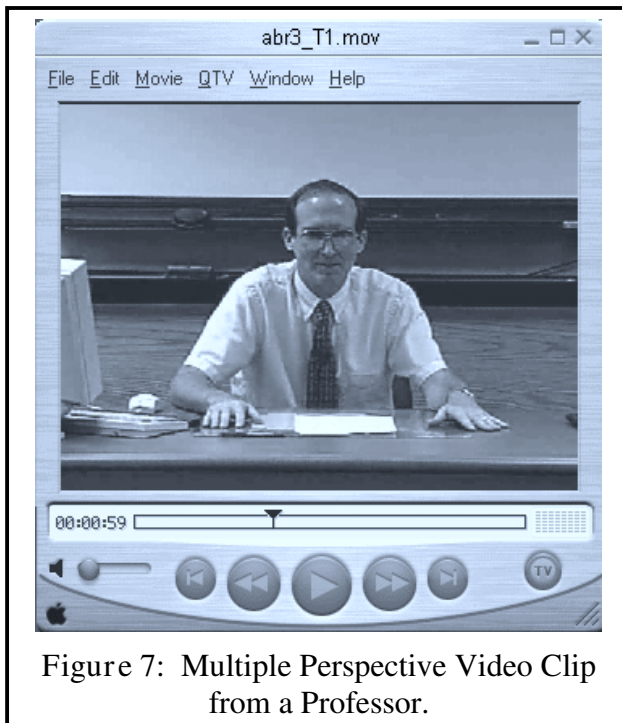 abr3_T1.mov
File Edit Movie QTV Window Help
00:00:59
TV
Figure 7: Multiple Perspective Video Clip
from a Professor.